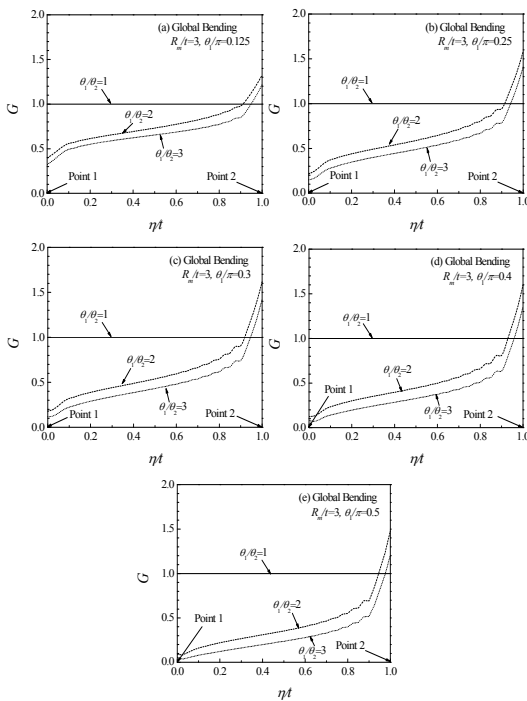 (a) Global Bending
R_m/t=3, θ_1/π=0.125
θ_1/θ_2=1
θ_1/θ_2=2
θ_1/θ_2=3
Point 1
Point 2
G
2.0
1.5
1.0
0.5
0.0
0.0 0.2 0.4 0.6 0.8 1.0
η/t
(b) Global Bending
R_m/t=3, θ_1/π=0.25
θ_1/θ_2=1
θ_1/θ_2=2
θ_1/θ_2=3
Point 1
Point 2
2.0
1.5
1.0
0.5
0.0
0.0 0.2 0.4 0.6 0.8 1.0
η/t
(c) Global Bending
R_m/t=3, θ_1/π=0.3
θ_1/θ_2=1
θ_1/θ_2=2
θ_1/θ_2=3
Point 1
Point 2
G
2.0
1.5
1.0
0.5
0.0
0.0 0.2 0.4 0.6 0.8 1.0
η/t
(d) Global Bending
R_m/t=3, θ_1/π=0.4
θ_1/θ_2=1
θ_1/θ_2=2
θ_1/θ_2=3
Point 1
Point 2
2.0
1.5
1.0
0.5
0.0
0.0 0.2 0.4 0.6 0.8 1.0
η/t
(e) Global Bending
R_m/t=3, θ_1/π=0.5
θ_1/θ_2=1
θ_1/θ_2=2
θ_1/θ_2=3
Point 1
Point 2
G
2.0
1.5
1.0
0.5
0.0
0.0 0.2 0.4 0.6 0.8 1.0
η/t